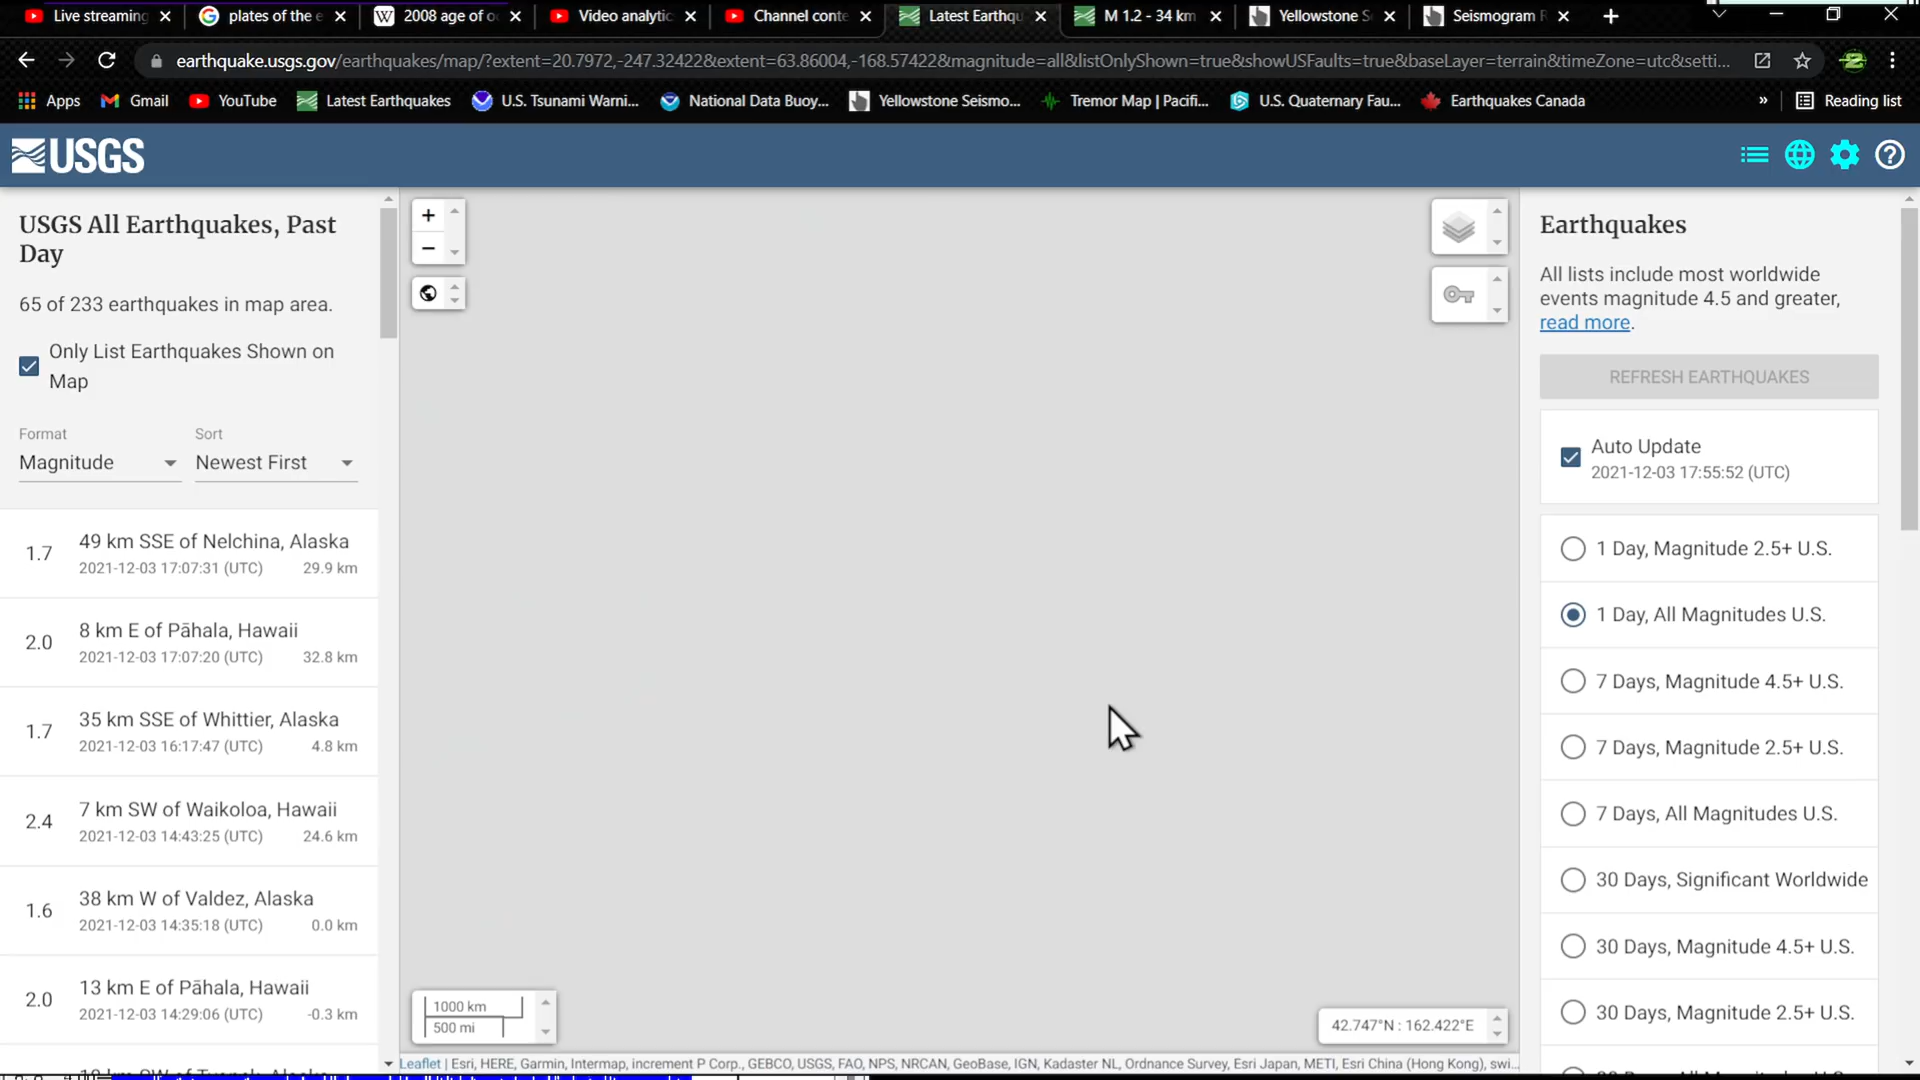 Live streaming
plates of the e
2008 age of o
Video analytic
Channel conte
Latest Earthqu
M 1.2 - 34 km
Yellowstone S
Seismogram R
earthquake.usgs.gov/earthquakes/map/?extent=20.7972,-247.32422&extent=63.86004,-168.57422&magnitude=all&listOnlyShown=true&showUSFaults=true&baseLayer=terrain&timeZone=utc&setti...
Apps
Gmail
YouTube
Latest Earthquakes
U.S. Tsunami Warni...
National Data Buoy...
Yellowstone Seismo...
Tremor Map | Pacifi...
U.S. Quaternary Fau...
Earthquakes Canada
»
Reading list
USGS
USGS All Earthquakes, Past
Day
65 of 233 earthquakes in map area.
Only List Earthquakes Shown on
Map
Format
Sort
Magnitude
Newest First
1.7
49 km SSE of Nelchina, Alaska
2021-12-03 17:07:31 (UTC)
29.9 km
2.0
8 km E of Pāhala, Hawaii
2021-12-03 17:07:20 (UTC)
32.8 km
1.7
35 km SSE of Whittier, Alaska
2021-12-03 16:17:47 (UTC)
4.8 km
2.4
7 km SW of Waikoloa, Hawaii
2021-12-03 14:43:25 (UTC)
24.6 km
1.6
38 km W of Valdez, Alaska
2021-12-03 14:35:18 (UTC)
0.0 km
2.0
13 km E of Pāhala, Hawaii
2021-12-03 14:29:06 (UTC)
-0.3 km
+
−
1000 km
500 mi
42.747°N : 162.422°E
Leaflet | Esri, HERE, Garmin, Intermap, increment P Corp., GEBCO, USGS, FAO, NPS, NRCAN, GeoBase, IGN, Kadaster NL, Ordnance Survey, Esri Japan, METI, Esri China (Hong Kong), swi...
Earthquakes
All lists include most worldwide
events magnitude 4.5 and greater,
read more.
REFRESH EARTHQUAKES
Auto Update
2021-12-03 17:55:52 (UTC)
1 Day, Magnitude 2.5+ U.S.
1 Day, All Magnitudes U.S.
7 Days, Magnitude 4.5+ U.S.
7 Days, Magnitude 2.5+ U.S.
7 Days, All Magnitudes U.S.
30 Days, Significant Worldwide
30 Days, Magnitude 4.5+ U.S.
30 Days, Magnitude 2.5+ U.S.